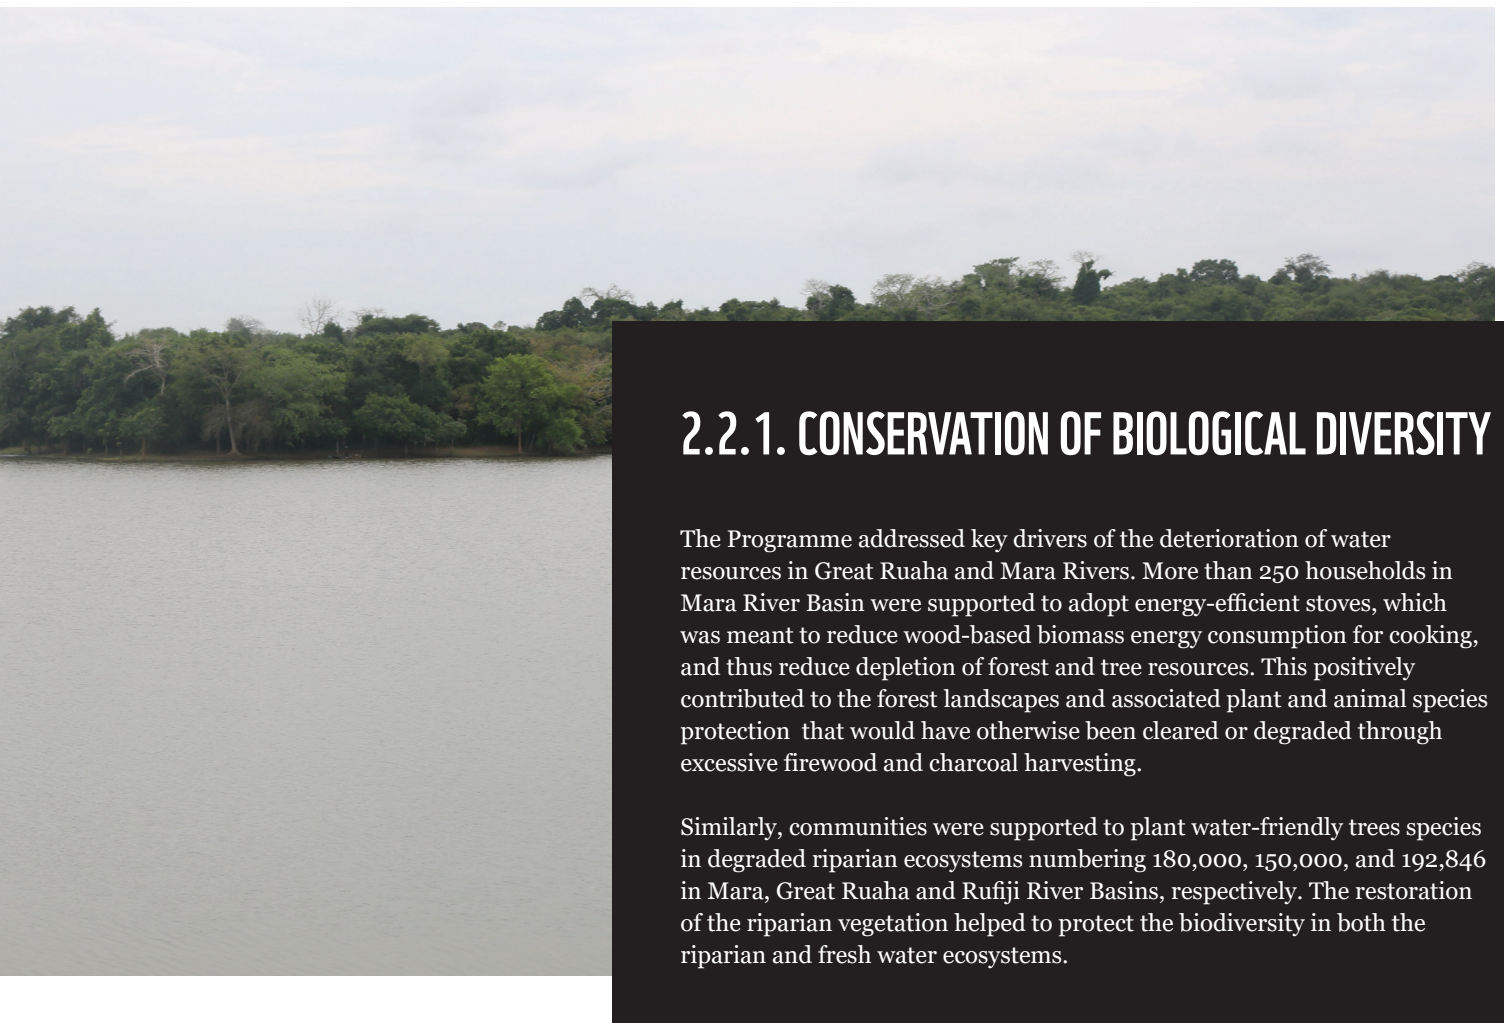 2.2.1. CONSERVATION OF BIOLOGICAL DIVERSITY
The Programme addressed key drivers of the deterioration of water
resources in Great Ruaha and Mara Rivers. More than 250 households in
Mara River Basin were supported to adopt energy-efficient stoves, which
was meant to reduce wood-based biomass energy consumption for cooking,
and thus reduce depletion of forest and tree resources. This positively
contributed to the forest landscapes and associated plant and animal species
protection  that would have otherwise been cleared or degraded through
excessive firewood and charcoal harvesting.
Similarly, communities were supported to plant water-friendly trees species
in degraded riparian ecosystems numbering 180,000, 150,000, and 192,846
in Mara, Great Ruaha and Rufiji River Basins, respectively. The restoration
of the riparian vegetation helped to protect the biodiversity in both the
riparian and fresh water ecosystems.